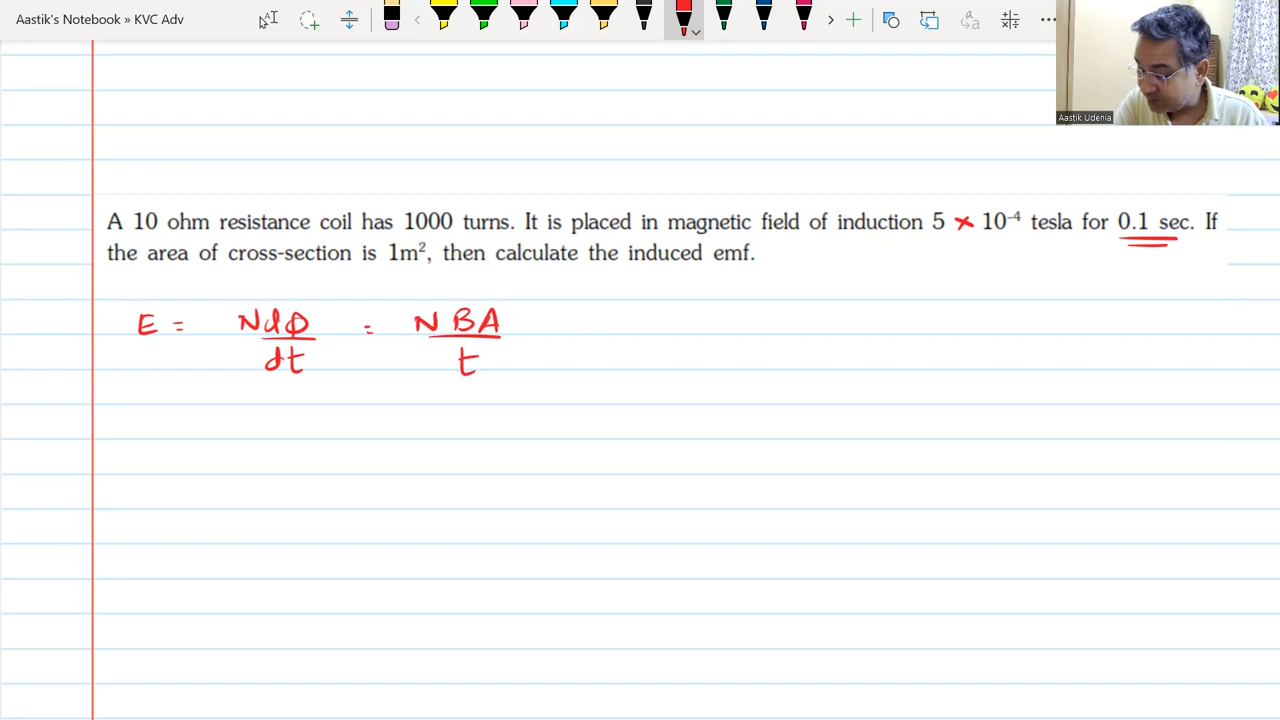 Aastik's Notebook » KVC Adv
Aastik Udenia
A 10 ohm resistance coil has 1000 turns. It is placed in magnetic field of induction 5 × 10⁻⁴ tesla for 0.1 sec. If
the area of cross-section is 1m², then calculate the induced emf.
E = N dΦ / dt = N B A / t